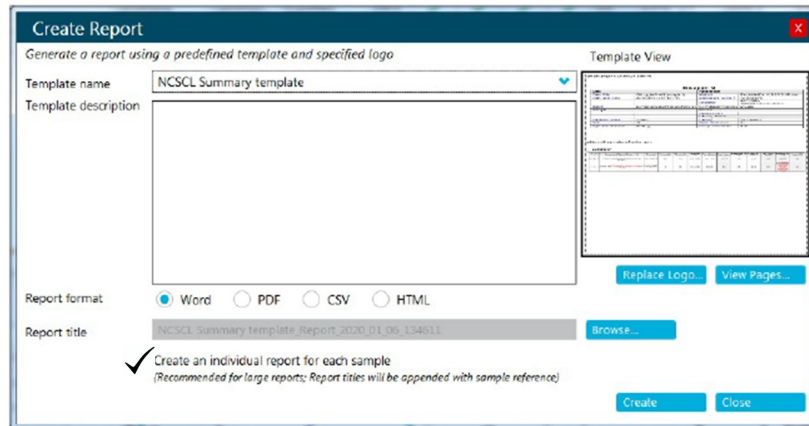 Create Report
X
Generate a report using a predefined template and specified logo
Template View
Template name
NCSCL Summary template
Template description
Replace Logo...
View Pages...
Report format
Word
PDF
CSV
HTML
Report title
NCSCL Summary template_Report_2020_01_06_134611
Browse...
Create an individual report for each sample
(Recommended for large reports; Report titles will be appended with sample reference)
Create
Close